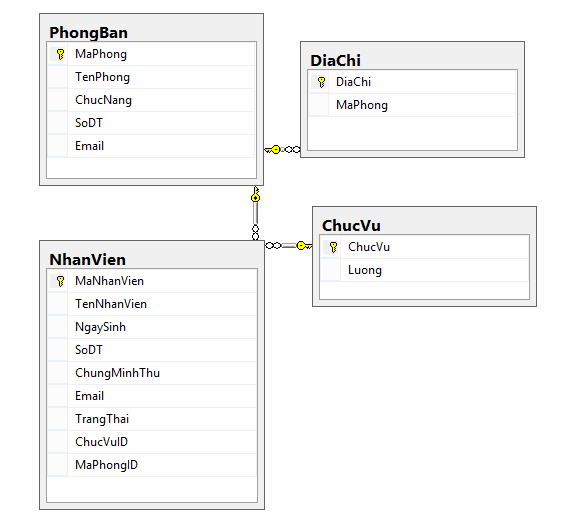 PhongBan
MaPhong
TenPhong
ChucNang
SoDT
Email
DiaChi
DiaChi
MaPhong
ChucVu
ChucVu
Luong
NhanVien
MaNhanVien
TenNhanVien
NgaySinh
SoDT
ChungMinhThu
Email
TrangThai
ChucVuID
MaPhongID